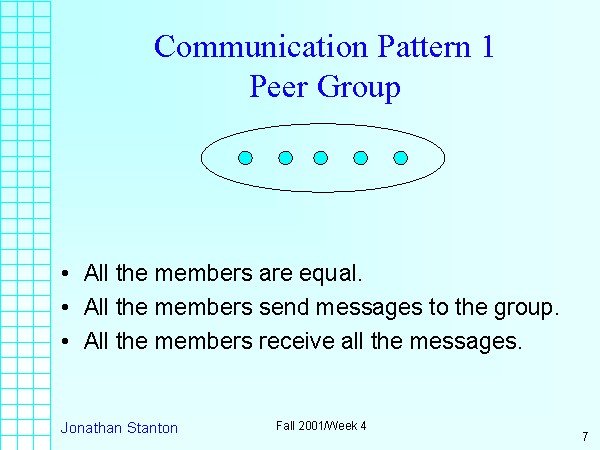 Communication Pattern 1
Peer Group
• All the members are equal.
• All the members send messages to the group.
• All the members receive all the messages.
Jonathan Stanton
Fall 2001/Week 4
7